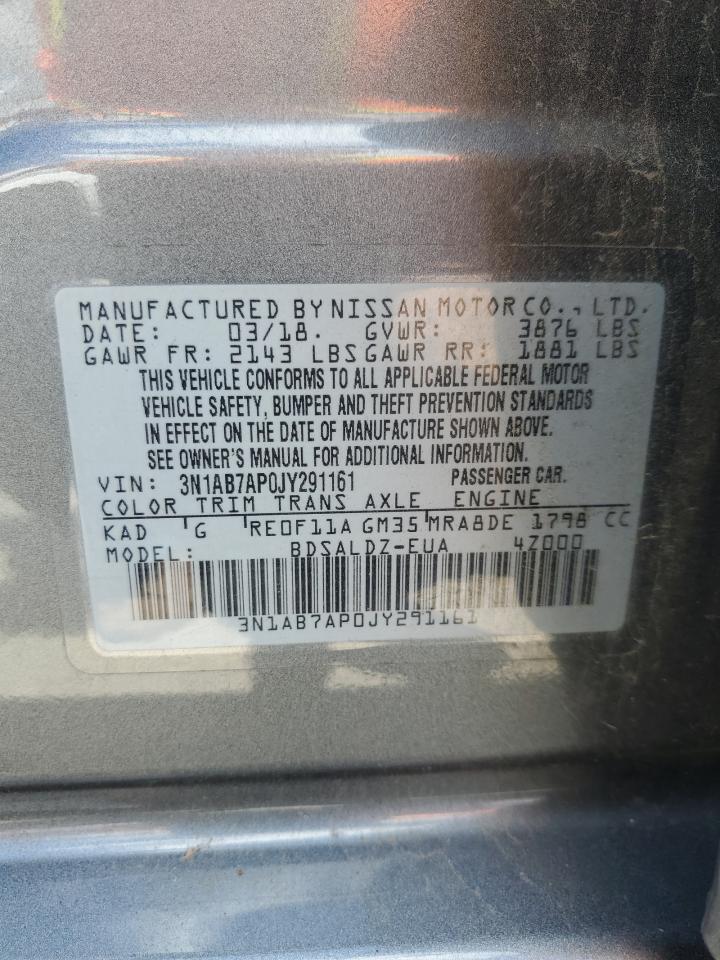 MANUFACTURED BY NISSAN MOTOR CO., LTD.
DATE: 03/18. GVWR: 3876 LBS
GAWR FR: 2143 LBS GAWR RR: 1881 LBS
THIS VEHICLE CONFORMS TO ALL APPLICABLE FEDERAL MOTOR
VEHICLE SAFETY, BUMPER AND THEFT PREVENTION STANDARDS
IN EFFECT ON THE DATE OF MANUFACTURE SHOWN ABOVE.
SEE OWNER'S MANUAL FOR ADDITIONAL INFORMATION.
VIN: 3N1AB7AP0JY291161 PASSENGER CAR.
COLOR TRIM TRANS AXLE ENGINE
KAD G RE0F11A GM35 MRA8DE 1798 CC
MODEL: BDSALDZ-EUA 4Z000
3N1AB7AP0JY291161